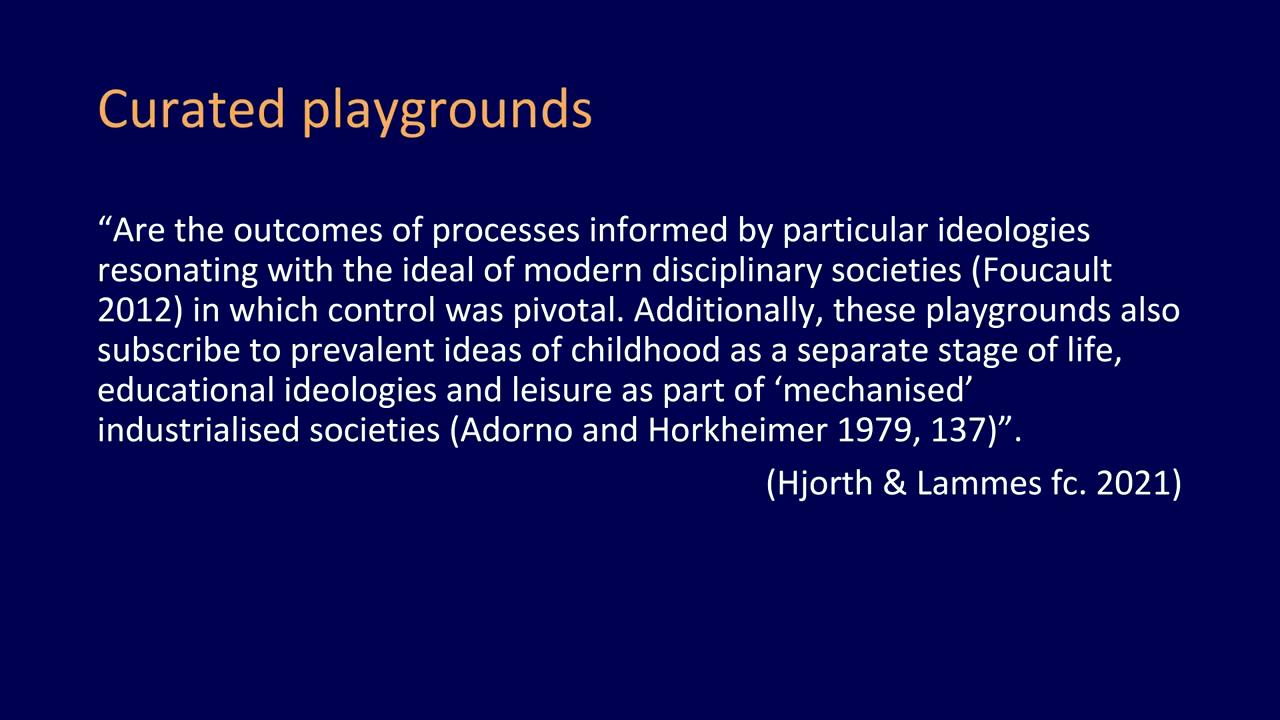 Curated playgrounds
“Are the outcomes of processes informed by particular ideologies
resonating with the ideal of modern disciplinary societies (Foucault
2012) in which control was pivotal. Additionally, these playgrounds also
subscribe to prevalent ideas of childhood as a separate stage of life,
educational ideologies and leisure as part of ‘mechanised’
industrialised societies (Adorno and Horkheimer 1979, 137)”.
(Hjorth & Lammes fc. 2021)